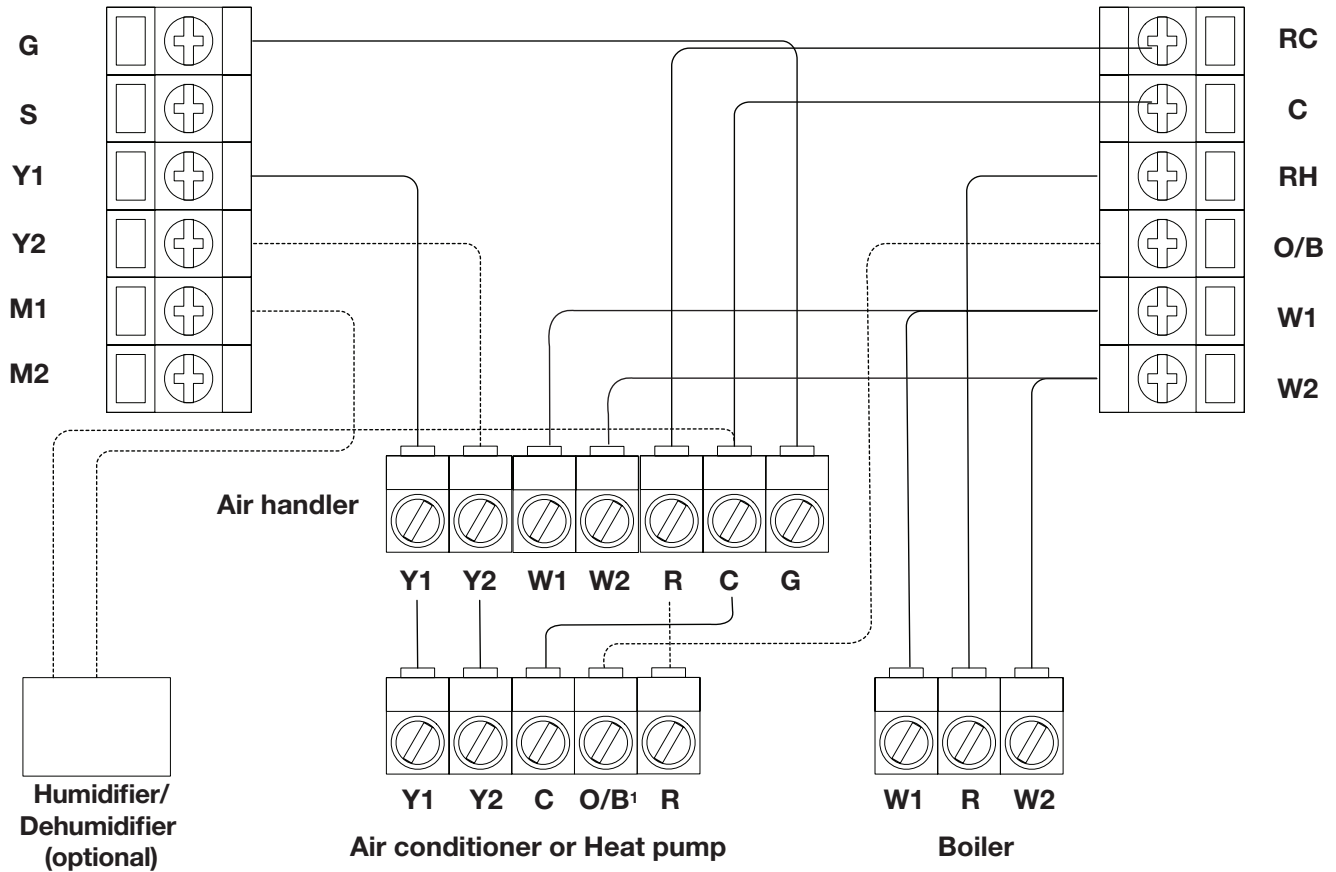 G
S
Y1
Y2
M1
M2
RC
C
RH
O/B
W1
W2
Air handler
Y1 Y2 W1 W2 R C G
Humidifier/
Dehumidifier
(optional)
Y1 Y2 C O/B¹ R
Air conditioner or Heat pump
W1 R W2
Boiler